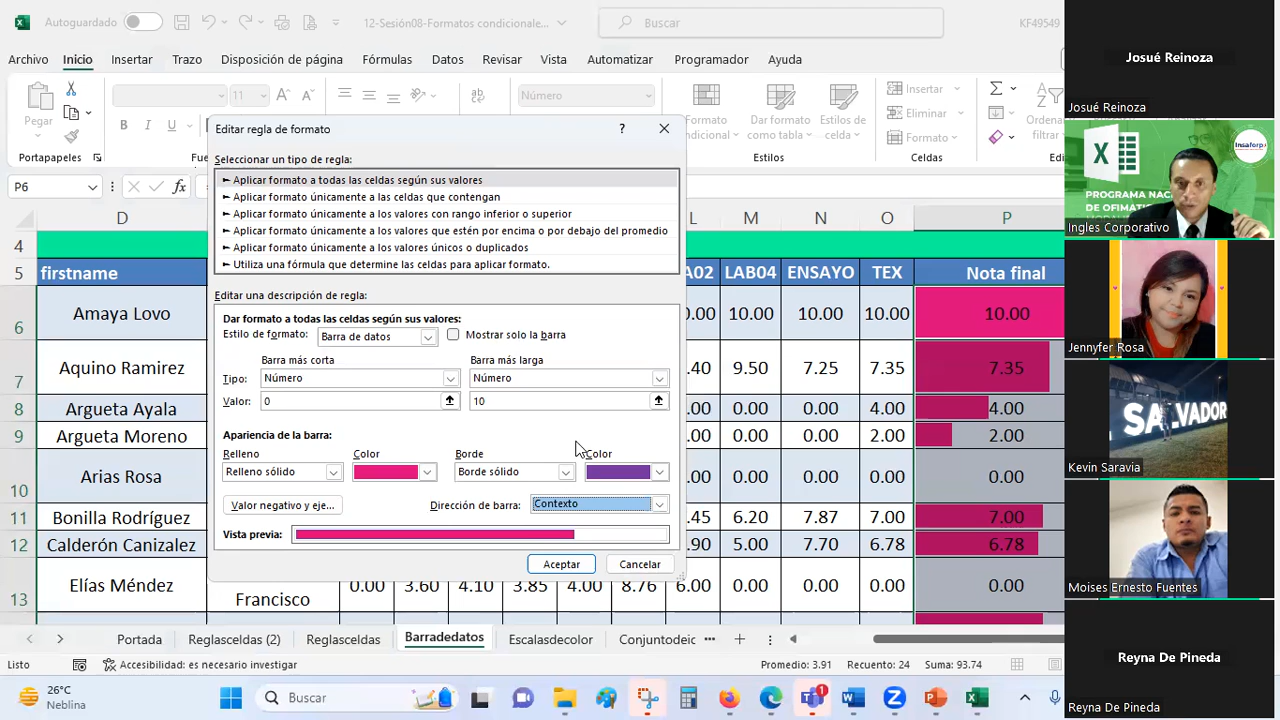 Autoguardado
12-Sesión08-Formatos condicionale...
Buscar
KF49549
Archivo Inicio Insertar Trazo Disposición de página Fórmulas Datos Revisar Vista Automatizar Programador Ayuda
Pegar
Portapapeles
11
Número
Formato condicional
Dar formato como tabla
Estilos de celda
Estilos
Insertar
Eliminar
Formato
Celdas
P6
Editar regla de formato
Seleccionar un tipo de regla:
► Aplicar formato a todas las celdas según sus valores
► Aplicar formato únicamente a las celdas que contengan
► Aplicar formato únicamente a los valores con rango inferior o superior
► Aplicar formato únicamente a los valores que estén por encima o por debajo del promedio
► Aplicar formato únicamente a los valores únicos o duplicados
► Utiliza una fórmula que determine las celdas para aplicar formato.
Editar una descripción de regla:
Dar formato a todas las celdas según sus valores:
Estilo de formato: Barra de datos Mostrar solo la barra
Barra más corta Barra más larga
Tipo: Número Número
Valor: 0 10
Apariencia de la barra:
Relleno Color Borde Color
Relleno sólido Borde sólido
Valor negativo y eje... Dirección de barra: Contexto
Vista previa:
Aceptar Cancelar
D L M N O P
4
5 firstname A02 LAB04 ENSAYO TEX Nota final
6 Amaya Lovo 0.00 10.00 10.00 10.00 10.00
7 Aquino Ramirez .40 9.50 7.25 7.35 7.35
8 Argueta Ayala .00 0.00 0.00 4.00 4.00
9 Argueta Moreno .00 0.00 0.00 2.00 2.00
10 Arias Rosa .00 0.00 0.00 0.00 0.00
11 Bonilla Rodríguez .45 6.20 7.87 7.00 7.00
12 Calderón Canizalez .90 5.00 7.70 6.78 6.78
13 Elías Méndez Francisco 0.00 3.60 4.10 3.85 4.00 8.76 6.00 0.00 0.00 0.00 0.00
Portada Reglasceldas (2) Reglasceldas Barradedatos Escalasdecolor Conjuntodeic ...
Listo Accesibilidad: es necesario investigar Promedio: 3.91 Recuento: 24 Suma: 93.74
26°C
Neblina
Buscar
1
Josué Reinoza
Josué Reinoza
Insaforp
PROGRAMA NAC
DE OFIMATIC
Ingles Corporativo
Jennyfer Rosa
SALVADOR
Kevin Saravia
Moises Ernesto Fuentes
Reyna De Pineda
Reyna De Pineda